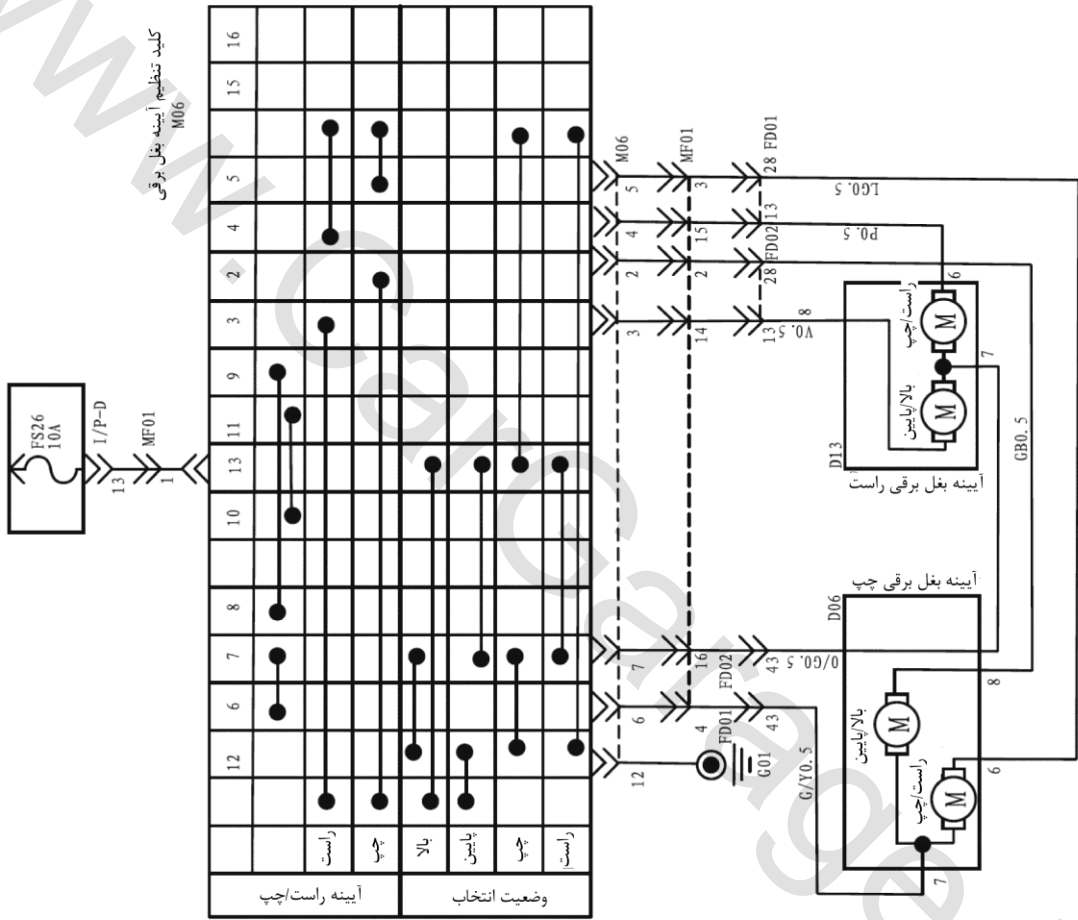 www.CarGarage
کلید تنظیم آیینه بغل برقی
M06
FS26
10A
I/P-D
13
MF01
1
16
15
5
4
2
3
9
11
13
10
8
7
6
12
راست
چپ
بالا
پایین
چپ
راست
آیینه راست/چپ
وضعیت انتخاب
M06
MF01
5
3
28 FD01
LG0.5
4
15
13
P0.5
2
2
28 FD02
3
14
13
V0.5
8
6
راست/چپ
M
7
بالا/پایین
M
D13
آیینه بغل برقی راست
GB0.5
آیینه بغل برقی چپ
D06
7
16
FD02
43
O/G0.5
8
6
4
FD01
43
G/Y0.5
12
G01
بالا/پایین
M
راست/چپ
M
6
7